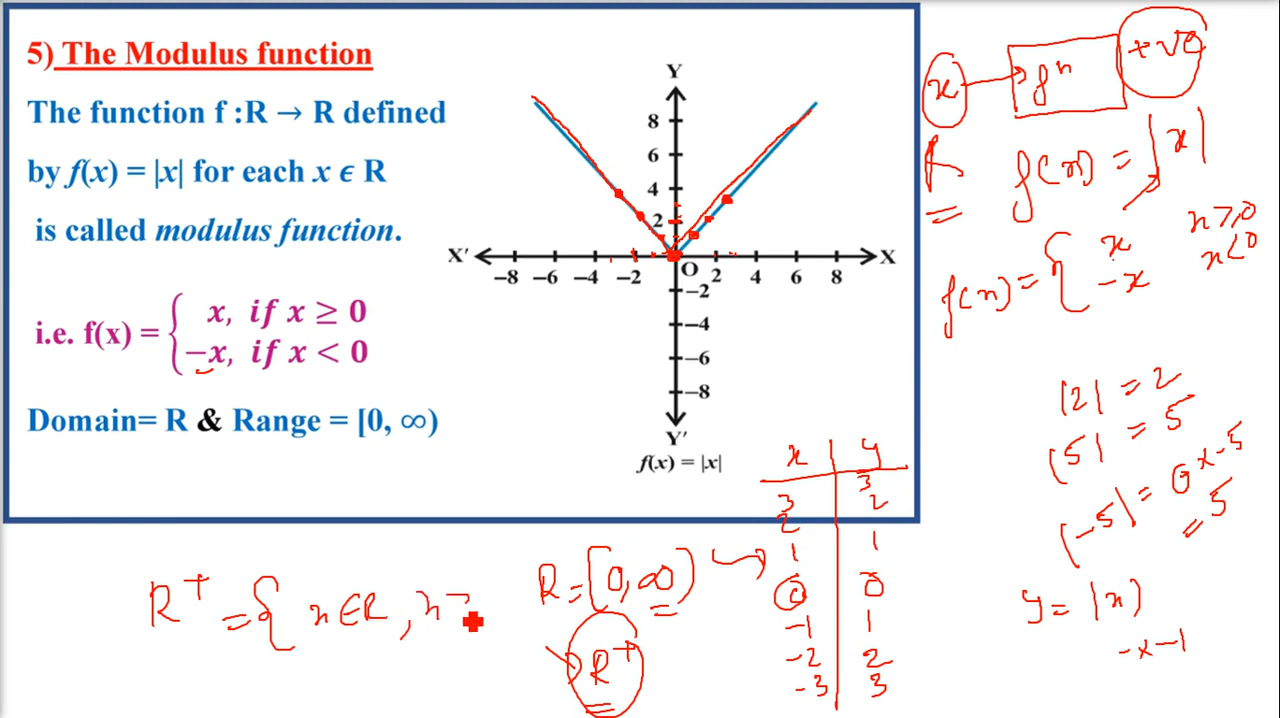 5) The Modulus function
The function f :R → R defined
by f(x) = |x| for each x ϵ R
is called modulus function.
i.e. f(x) = { x, if x ≥ 0
−x, if x < 0
Domain= R & Range = [0, ∞)
Y
8
6
4
2
X′ −8 −6 −4 −2 O 2 4 6 8 X
−2
−4
−6
−8
Y′
f(x) = |x|
x → fⁿ +ve
R f(x) = |x|
f(x) = { x x ≥ 0
−x x < 0
|2| = 2
|5| = 5
|−5| =
= 5
y = |x|
−x−1
x | y
3 3
2 2
1 1
0 0
−1 1
−2 2
−3 3
R = [0, ∞)
R⁺
R⁺ = { x ∈ R, x